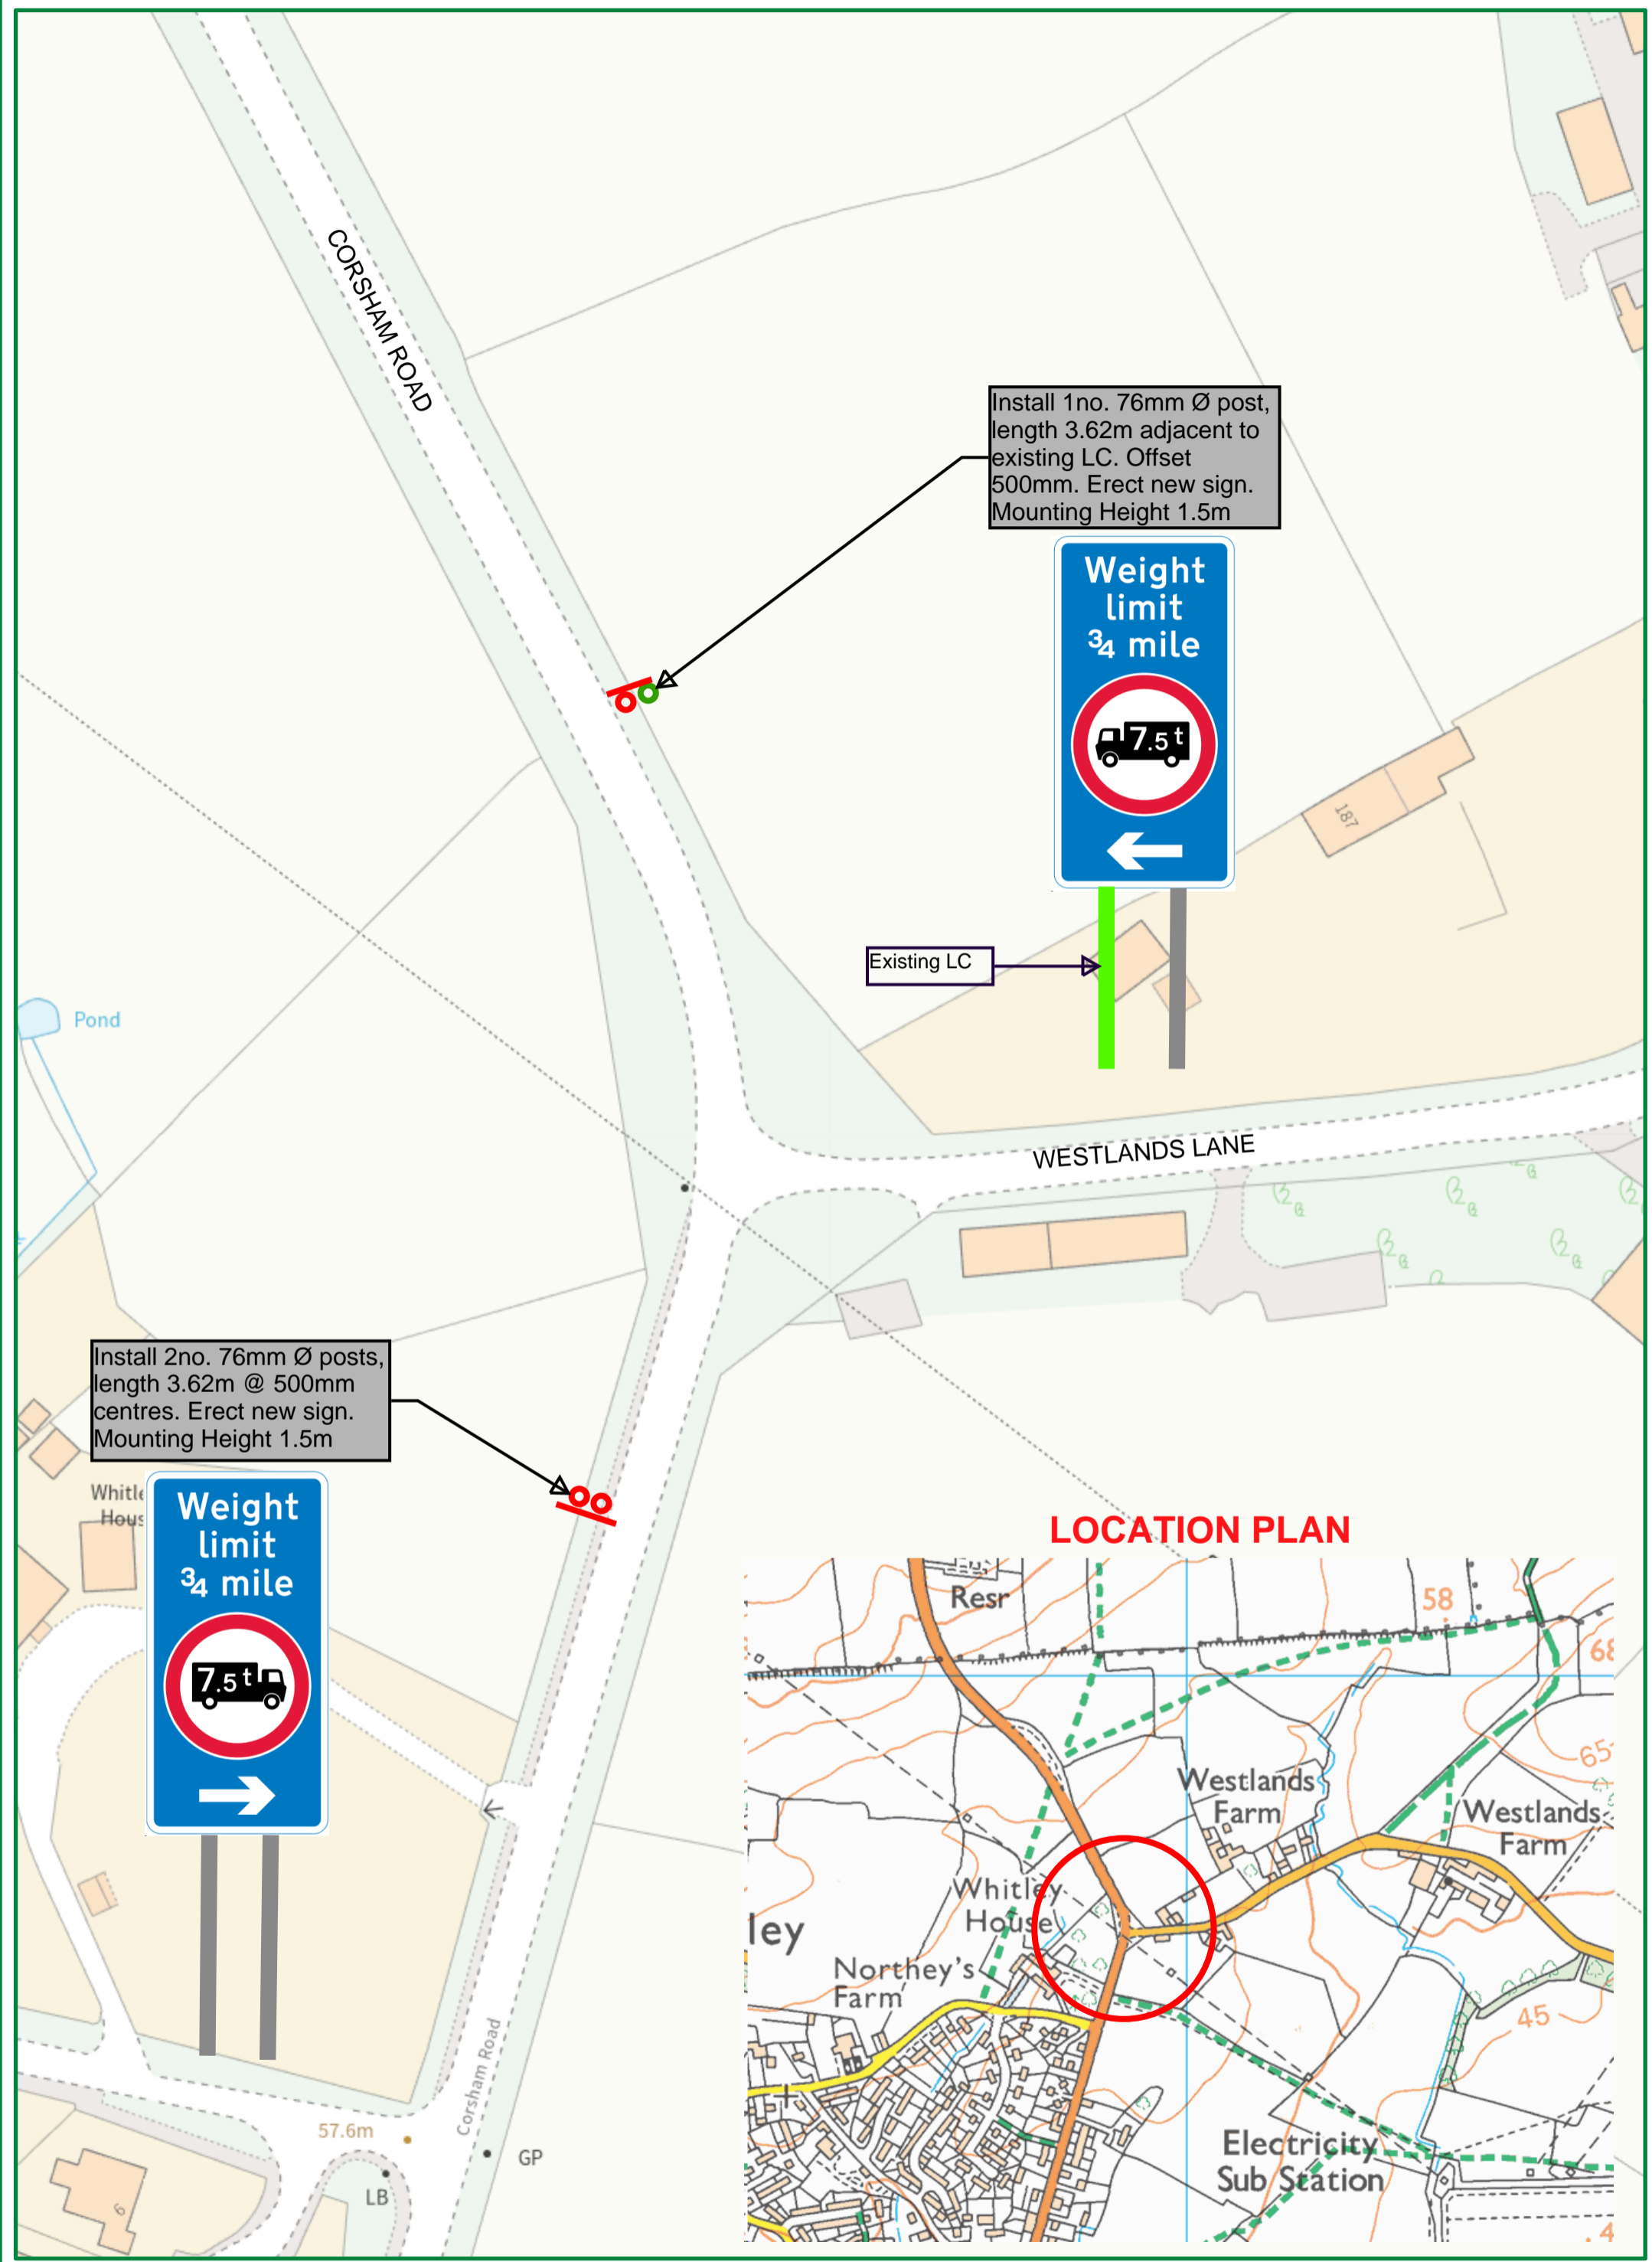 CORSHAM ROAD
Install 1no. 76mm Ø post,
length 3.62m adjacent to
existing LC. Offset
500mm. Erect new sign.
Mounting Height 1.5m
Weight
limit
¾ mile
7.5 t
187
Existing LC
Pond
WESTLANDS LANE
Install 2no. 76mm Ø posts,
length 3.62m @ 500mm
centres. Erect new sign.
Mounting Height 1.5m
Weight
limit
¾ mile
7.5 t
LOCATION PLAN
Resr
58
65
Westlands
Farm
Westlands
Farm
Whitley
House
ley
Northey's
Farm
45
Electricity
Sub Station
Corsham Road
57.6m
GP
LB
6